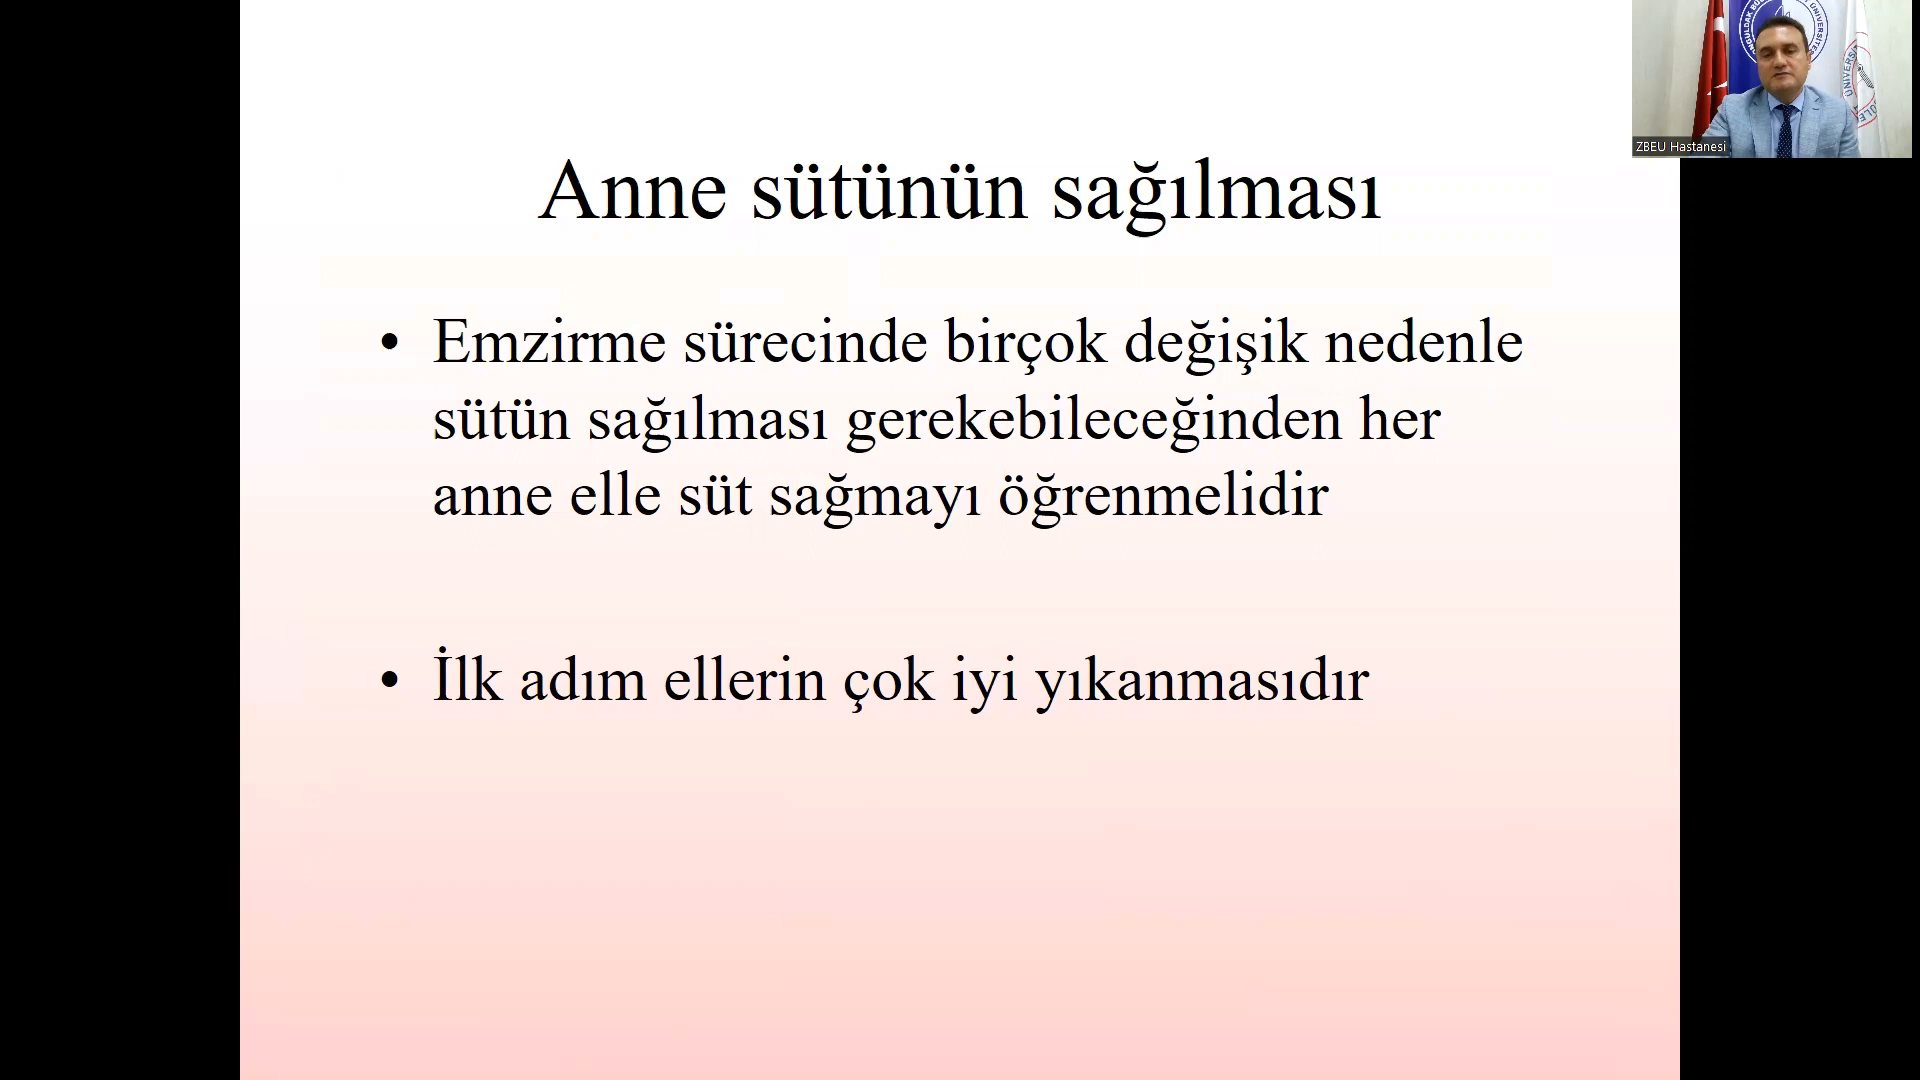 Anne sütünün sağılması
• Emzirme sürecinde birçok değişik nedenle
sütün sağılması gerekebileceğinden her
anne elle süt sağmayı öğrenmelidir
• İlk adım ellerin çok iyi yıkanmasıdır
ZBEU Hastanesi